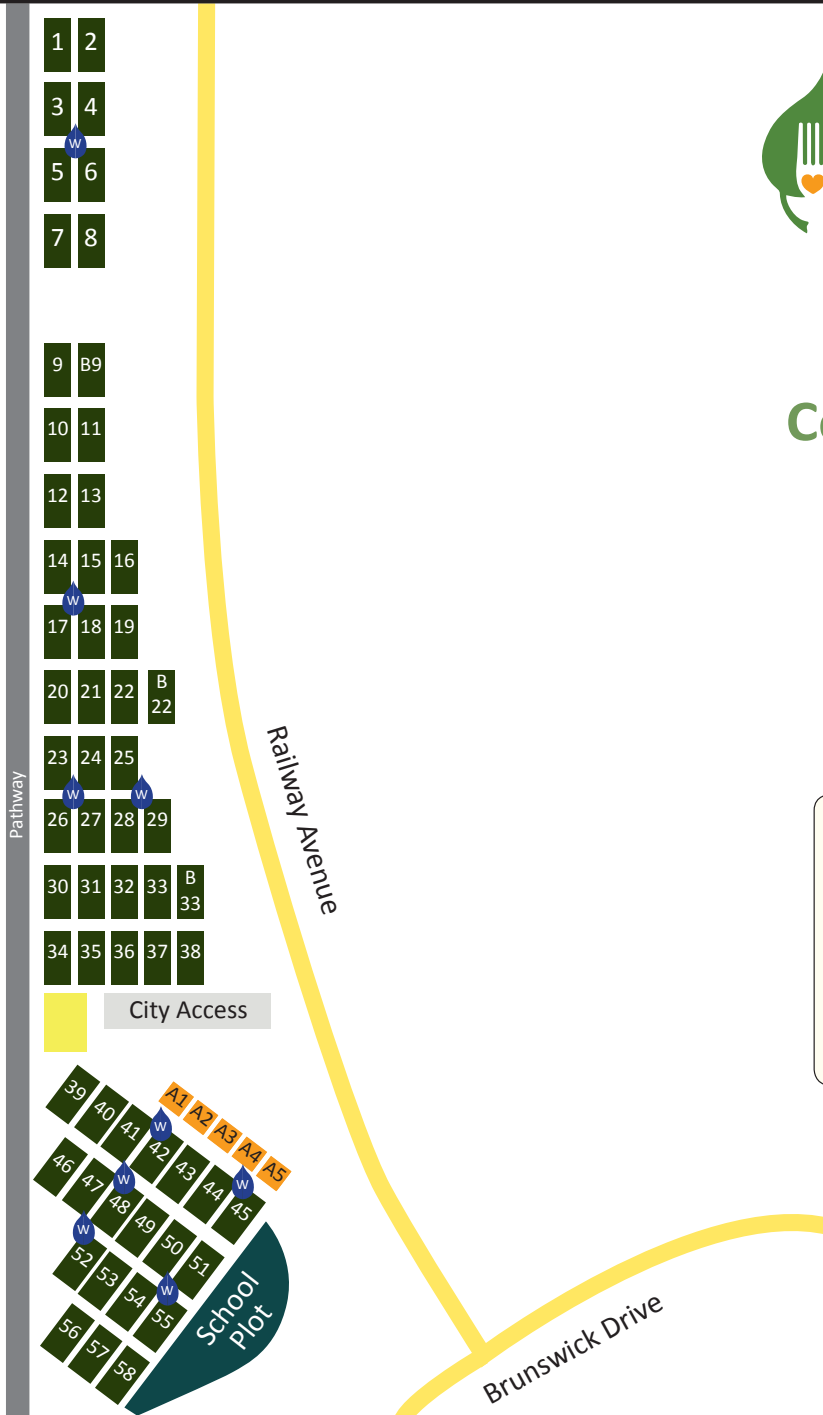 1 2
3 4
W
5 6
7 8
9 B9
10 11
Co
12 13
14 15 16
W
17 18 19
20 21 22 B
22
23 24 25
W W
26 27 28 29
30 31 32 33 B
33
34 35 36 37 38
Pathway
Railway Avenue
City Access
A1 A2 A3 A4 A5
W
39 40 41 42 43 44 45
W
W
46 47 48 49 50 51
W
52 53 54 55
W
56 57 58
School
Plot
Brunswick Drive